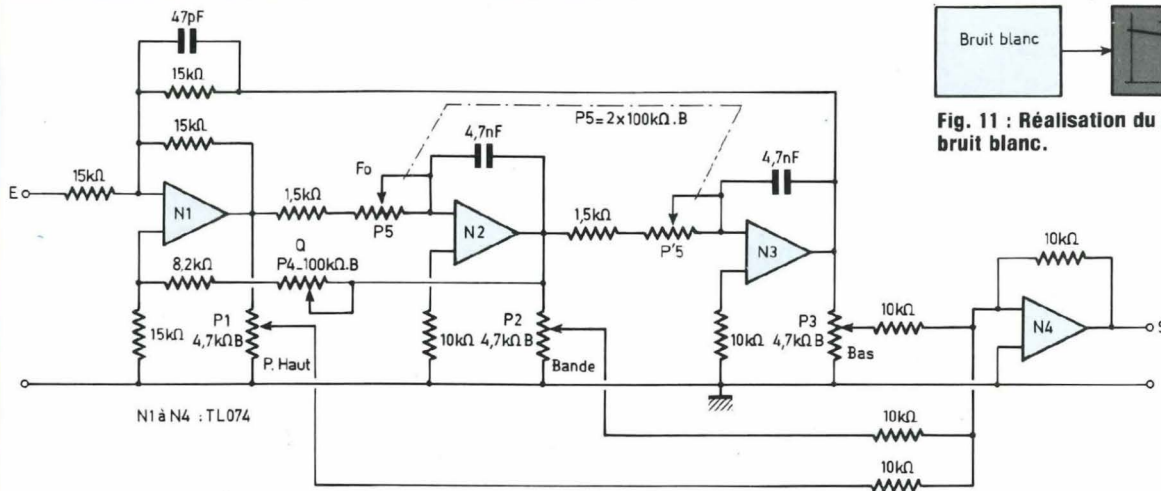 47pF
15kΩ
15kΩ
E
15kΩ
N1
8,2kΩ
Q
P4_100kΩ.B
15kΩ
P1
4,7kΩB
P. Haut
1,5kΩ
Fo
P5
P5=2x100kΩ.B
4,7nF
N2
10kΩ
P2
4,7kΩB
Bande
1,5kΩ
P'5
4,7nF
N3
10kΩ
P3
4,7kΩB
Bas
10kΩ
10kΩ
N4
S
10kΩ
10kΩ
N1 à N4 : TL074
Bruit blanc
Fig. 11 : Réalisation du
bruit blanc.